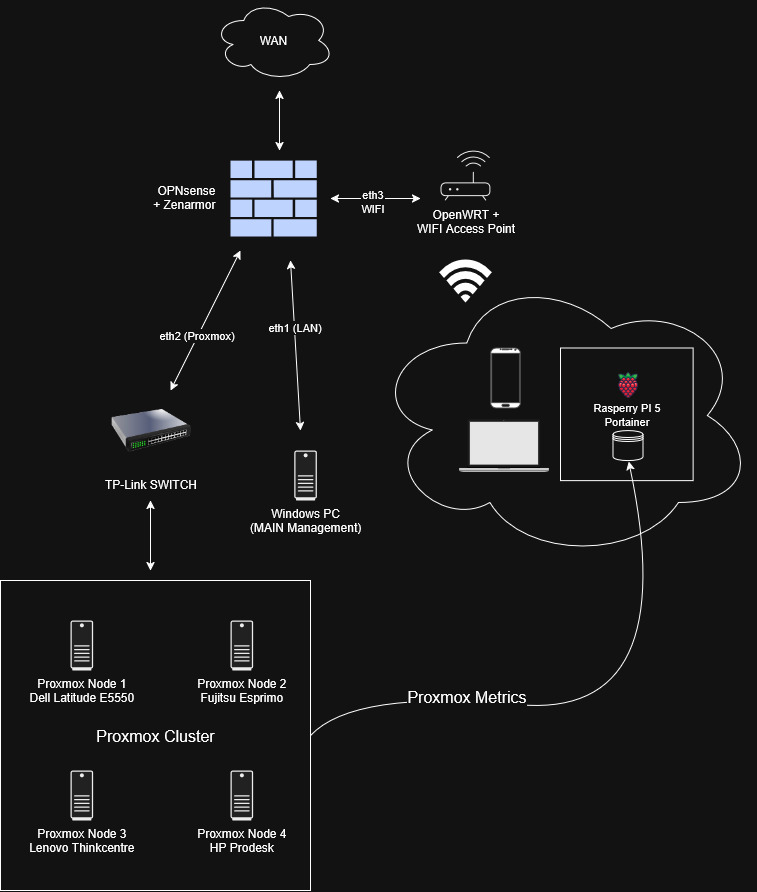 WAN
OPNsense
+ Zenarmor
eth3
WIFI
OpenWRT +
WIFI Access Point
eth2 (Proxmox)
eth1 (LAN)
Rasperry PI 5
Portainer
TP-Link SWITCH
Windows PC
(MAIN Management)
Proxmox Node 1
Dell Latitude E5550
Proxmox Node 2
Fujitsu Esprimo
Proxmox Metrics
Proxmox Cluster
Proxmox Node 3
Lenovo Thinkcentre
Proxmox Node 4
HP Prodesk